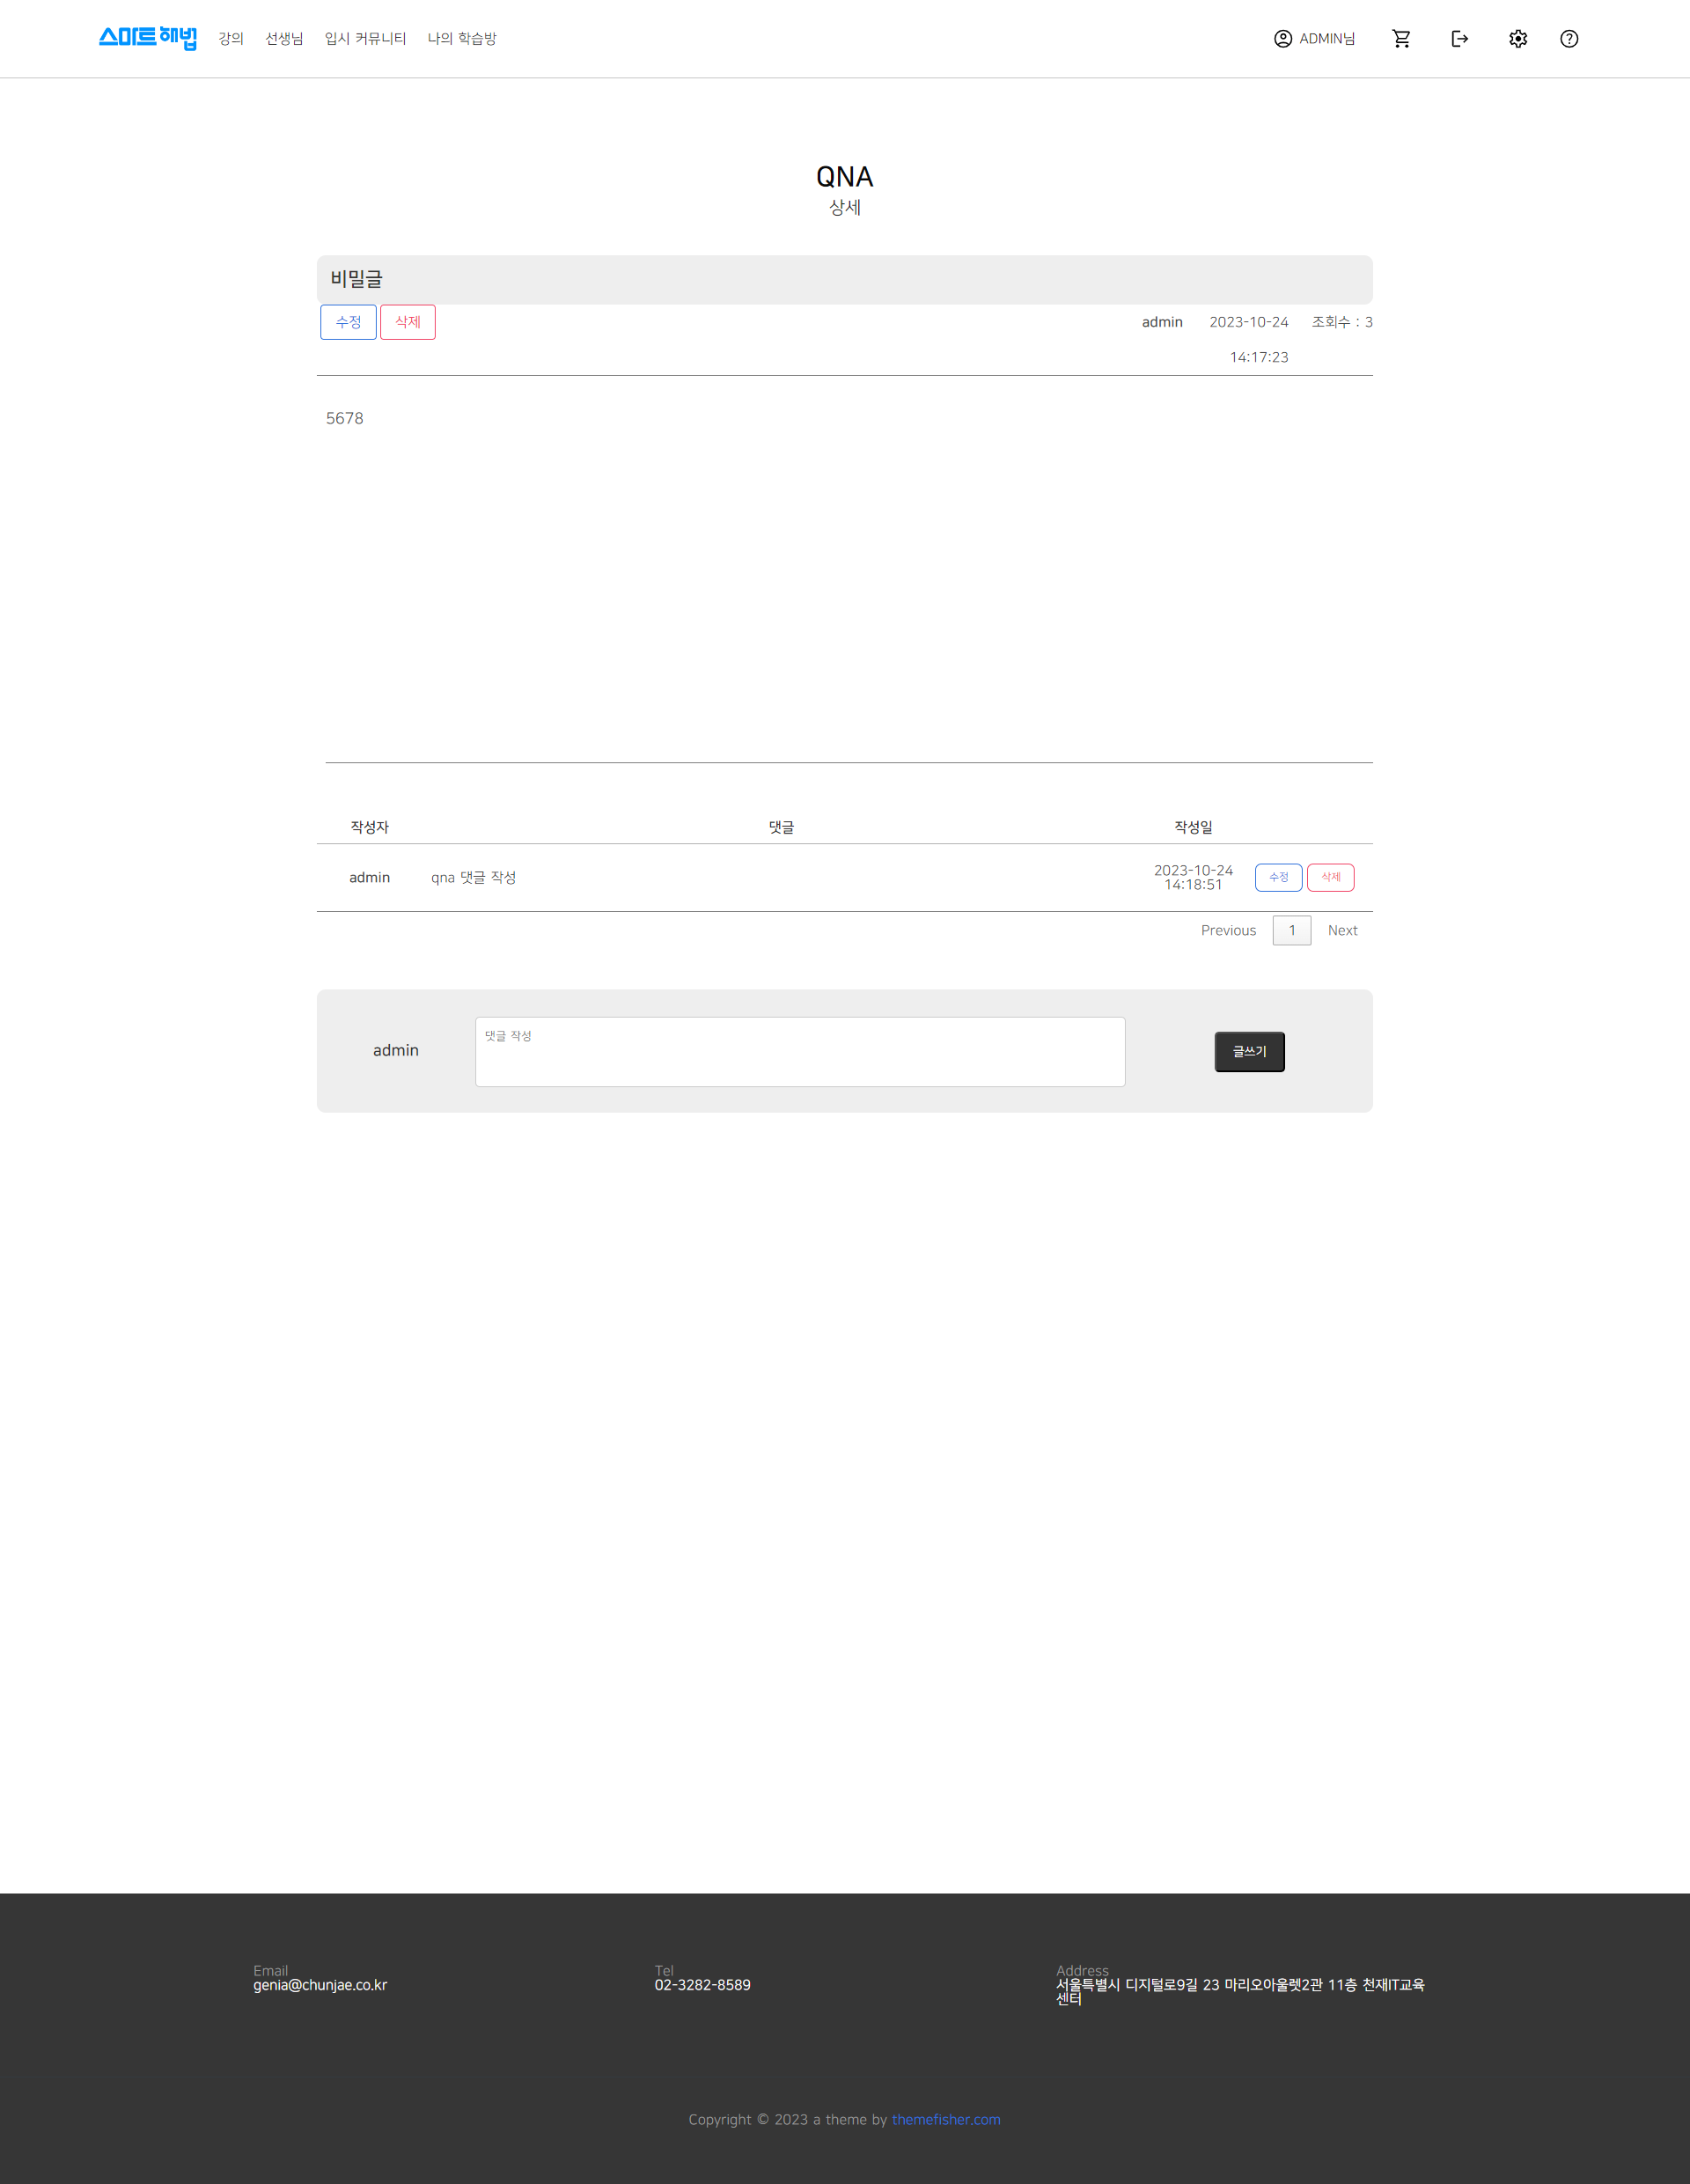 스마트해법 강의 선생님 입시 커뮤니티 나의 학습방 ADMIN님
QNA
상세
비밀글
수정 삭제 admin 2023-10-24 조회수 : 3
14:17:23
5678
작성자 댓글 작성일
admin qna 댓글 작성 2023-10-24 수정 삭제
14:18:51
Previous 1 Next
admin 댓글 작성 글쓰기
Email Tel Address
genia@chunjae.co.kr 02-3282-8589 서울특별시 디지털로9길 23 마리오아울렛2관 11층 천재IT교육
센터
Copyright © 2023 a theme by themefisher.com